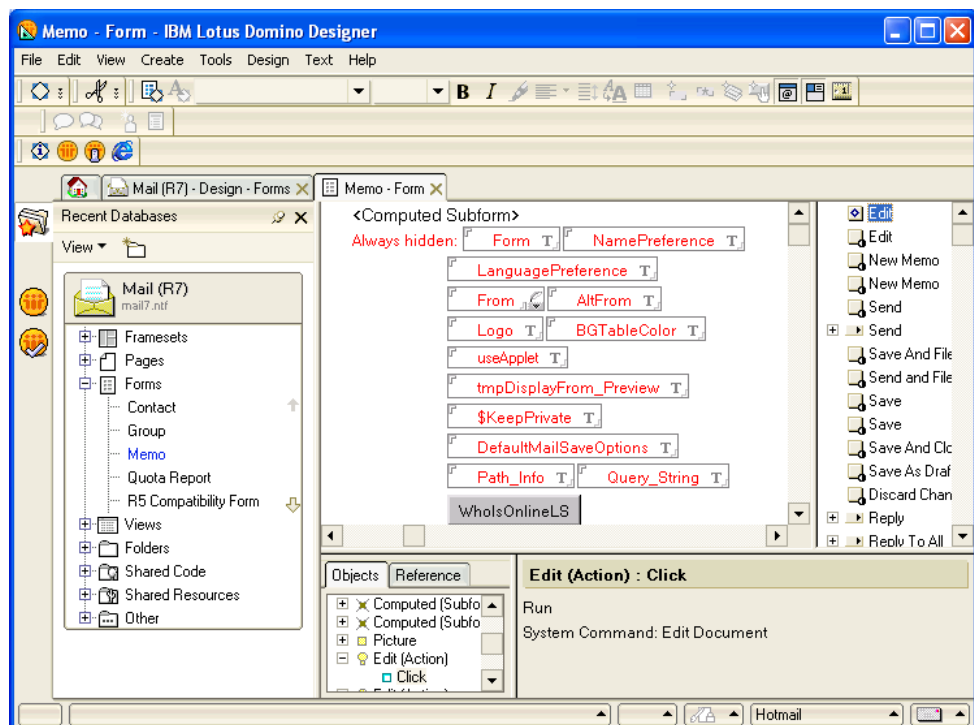 Memo - Form - IBM Lotus Domino Designer
File Edit View Create Tools Design Text Help
Mail (R7) - Design - Forms
Memo - Form
Recent Databases
View
Mail (R7)
mail7.ntf
Framesets
Pages
Forms
Contact
Group
Memo
Quota Report
R5 Compatibility Form
Views
Folders
Shared Code
Shared Resources
Other
<Computed Subform>
Always hidden: Form T NamePreference T
LanguagePreference T
From AltFrom T
Logo T BGTableColor T
useApplet T
tmpDisplayFrom_Preview T
$KeepPrivate T
DefaultMailSaveOptions T
Path_Info T Query_String T
WhoIsOnlineLS
Edit
Edit
New Memo
New Memo
Send
Send
Save And File
Send and File
Save
Save
Save And Clo
Save As Draf
Discard Chan
Reply
Reply To All
Objects Reference
Computed (Subfo
Computed (Subfo
Picture
Edit (Action)
Click
Edit (Action) : Click
Run
System Command: Edit Document
Hotmail